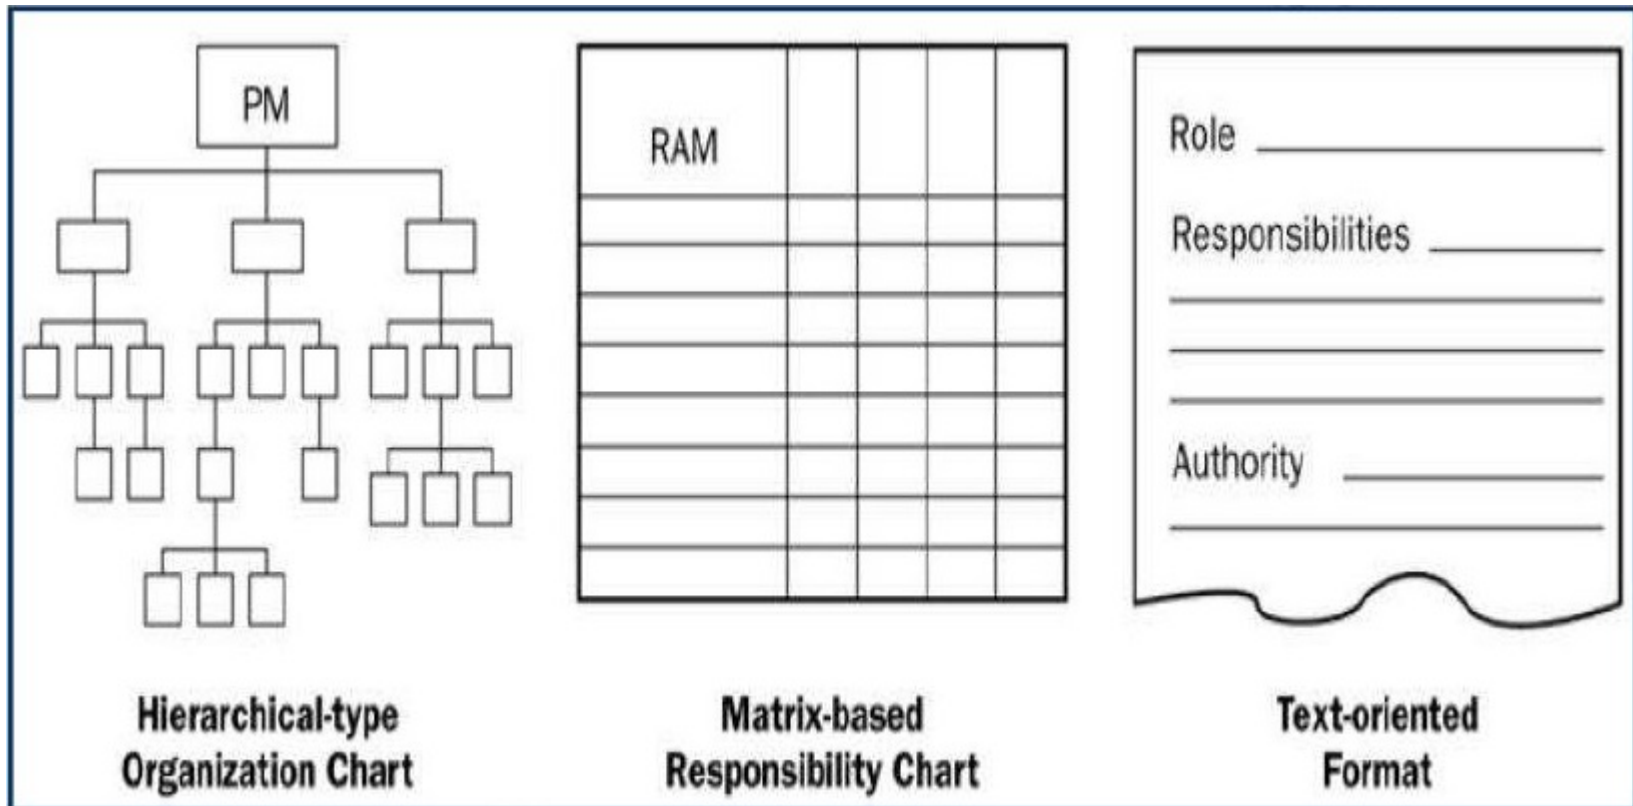 PM
RAM
Role
Responsibilities
Authority
Hierarchical-type
Organization Chart
Matrix-based
Responsibility Chart
Text-oriented
Format